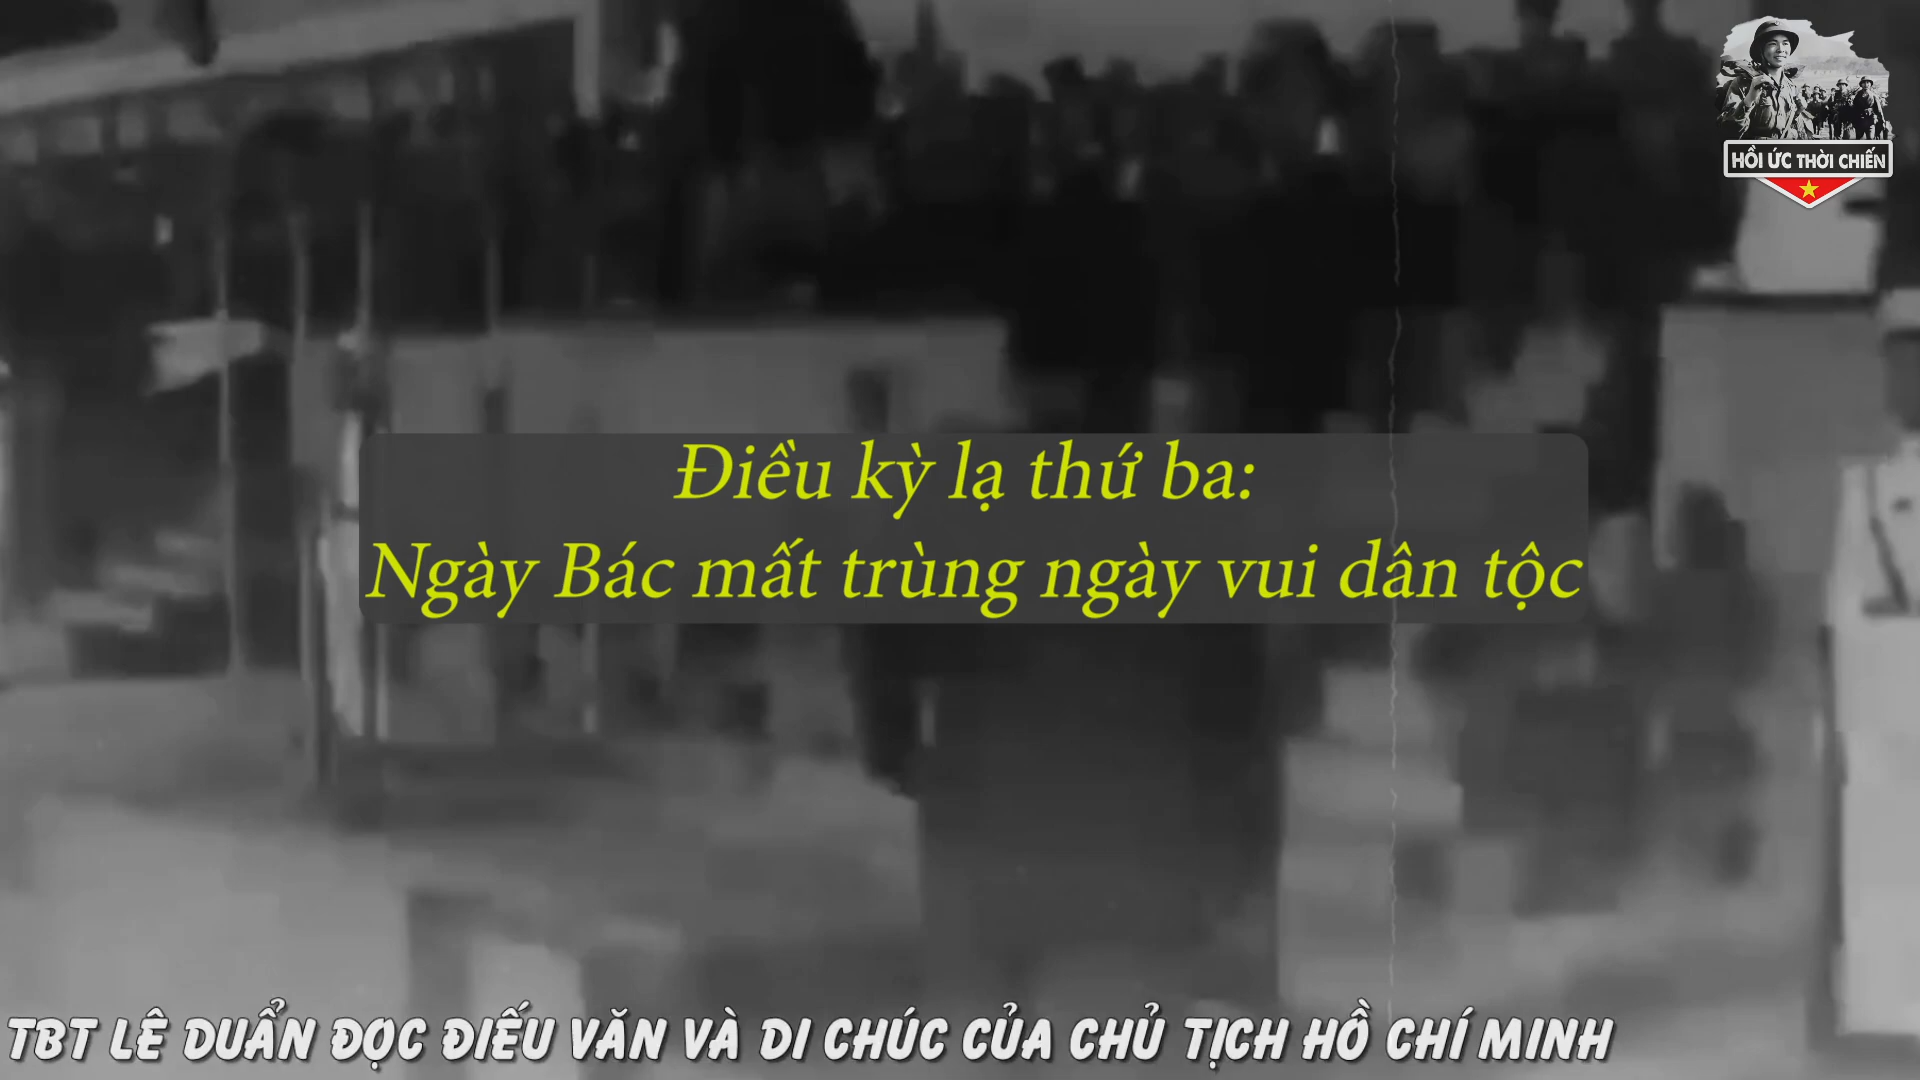 HỒI ỨC THỜI CHIẾN
Điều kỳ lạ thứ ba:
Ngày Bác mất trùng ngày vui dân tộc
TBT LÊ DUẨN ĐỌC ĐIẾU VĂN VÀ DI CHÚC CỦA CHỦ TỊCH HỒ CHÍ MINH